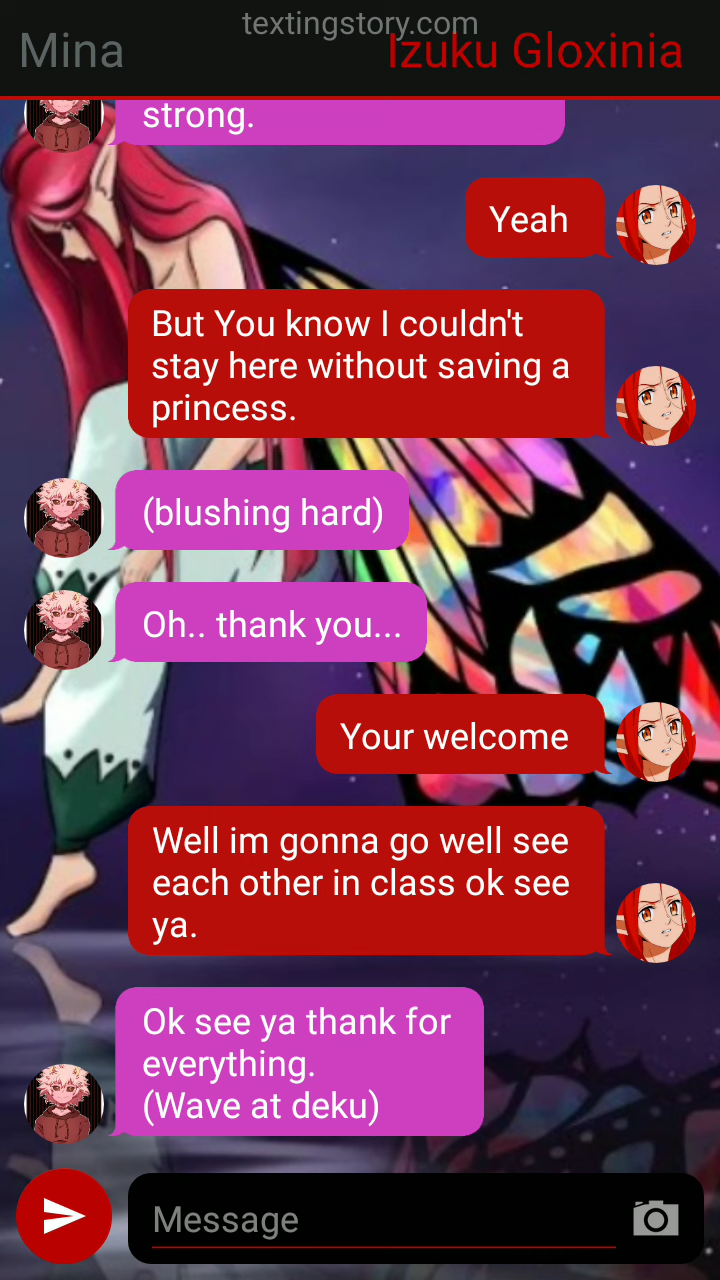 textingstory.com
Mina
Izuku Gloxinia
strong.
Yeah
But You know I couldn't
stay here without saving a
princess.
(blushing hard)
Oh.. thank you...
Your welcome
Well im gonna go well see
each other in class ok see
ya.
Ok see ya thank for
everything.
(Wave at deku)
Message